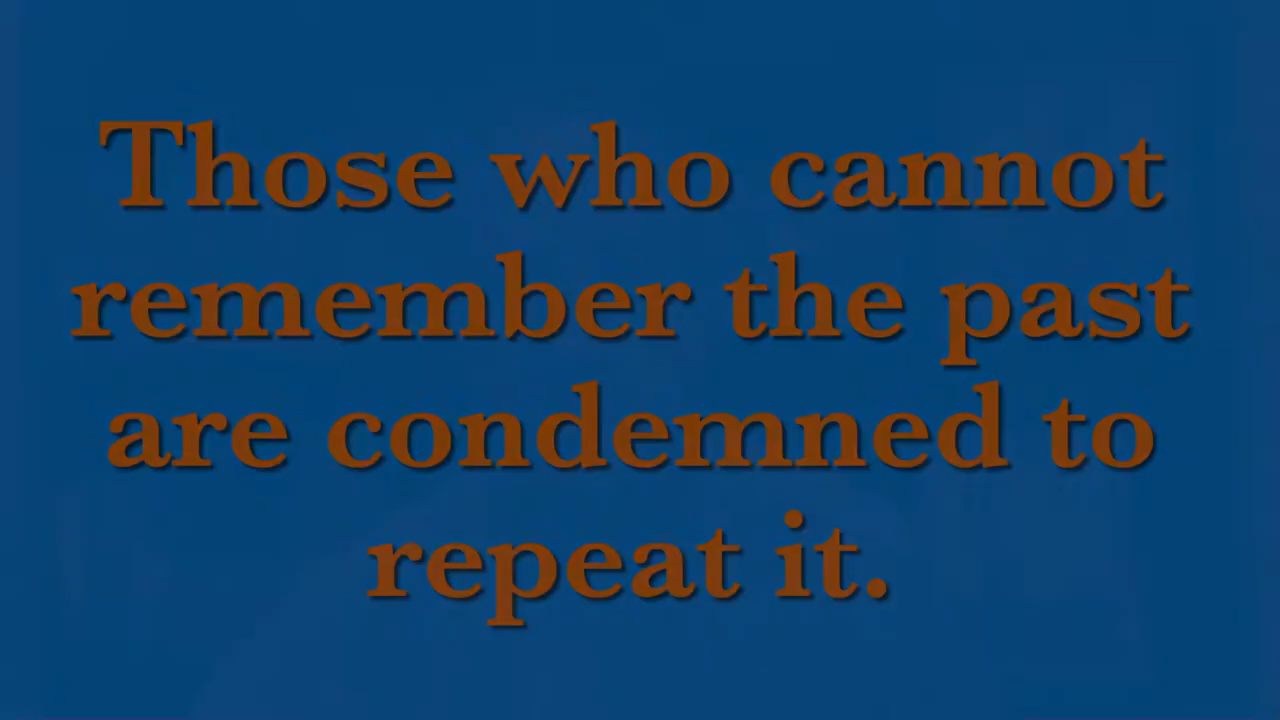 Those who cannot
remember the past
are condemned to
repeat it.